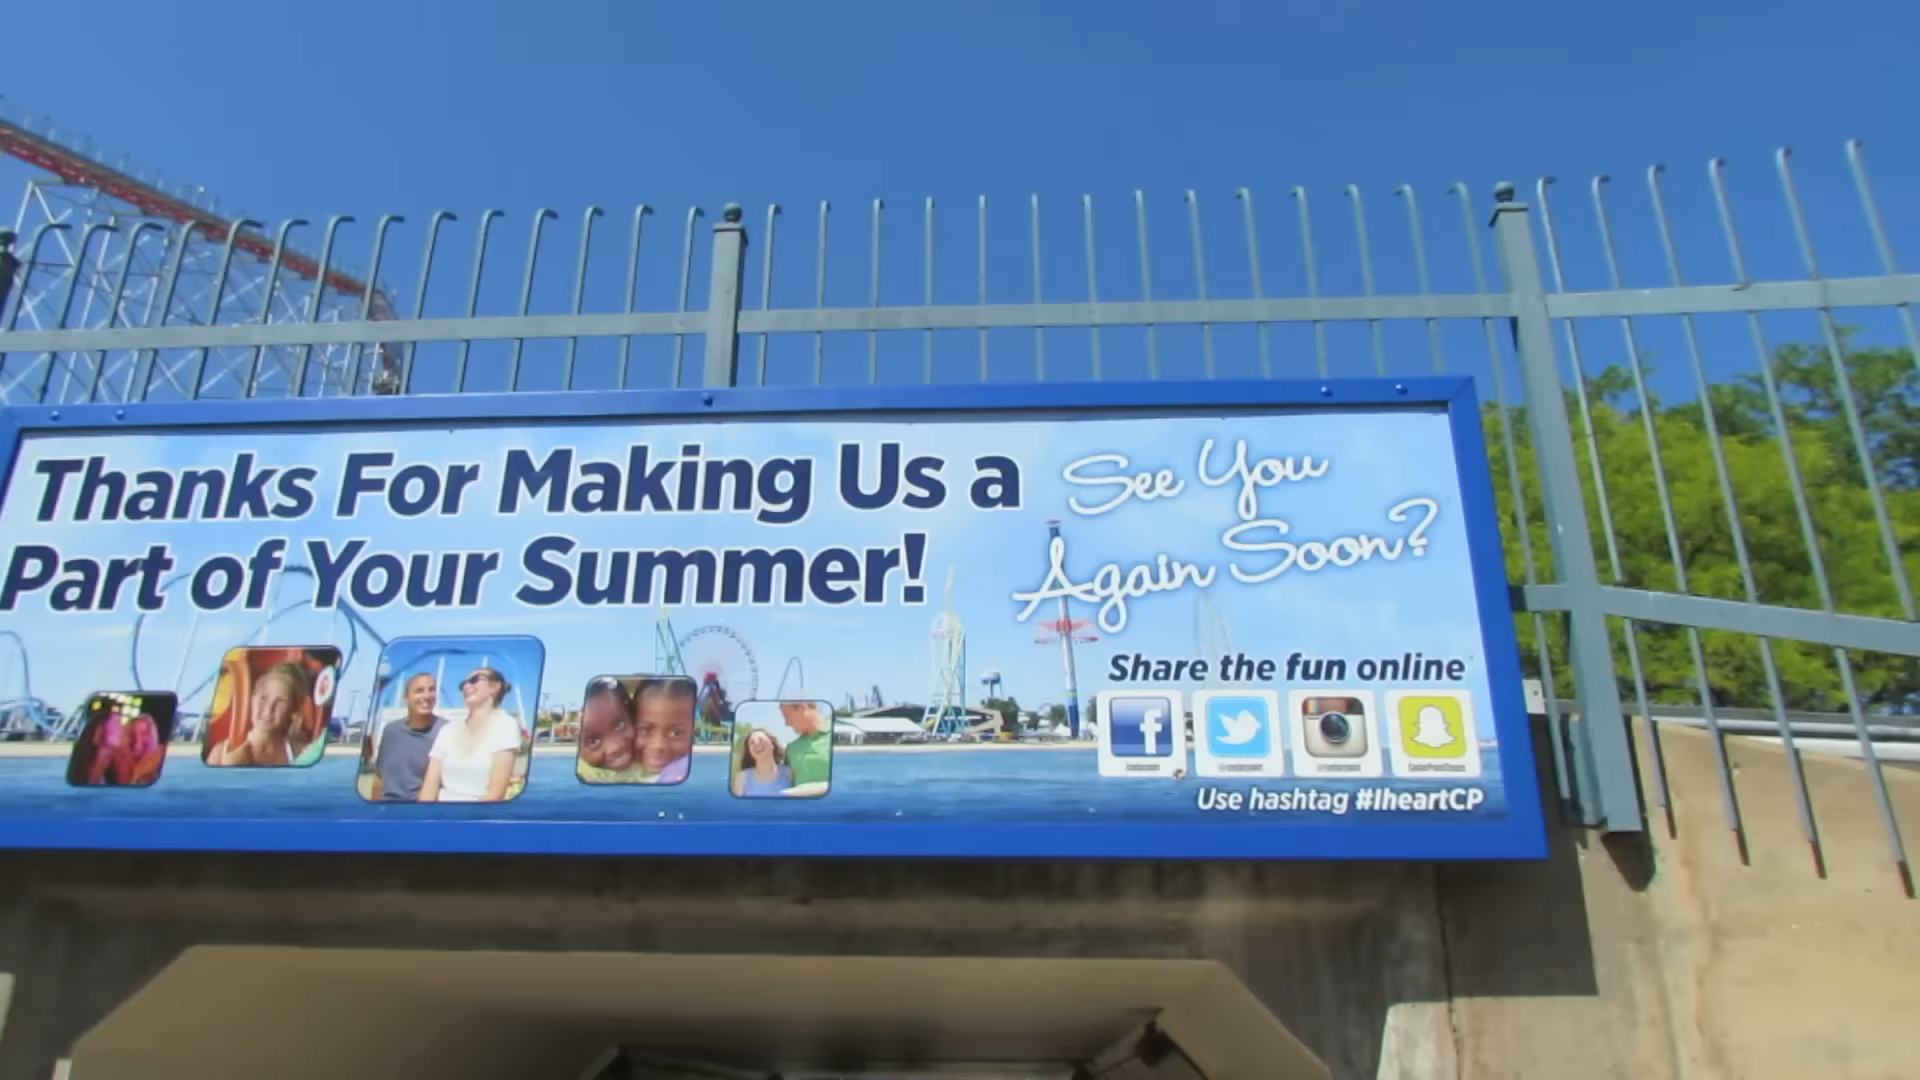 Thanks For Making Us a
Part of Your Summer!
See You
Again Soon?
Share the fun online
Use hashtag #IheartCP